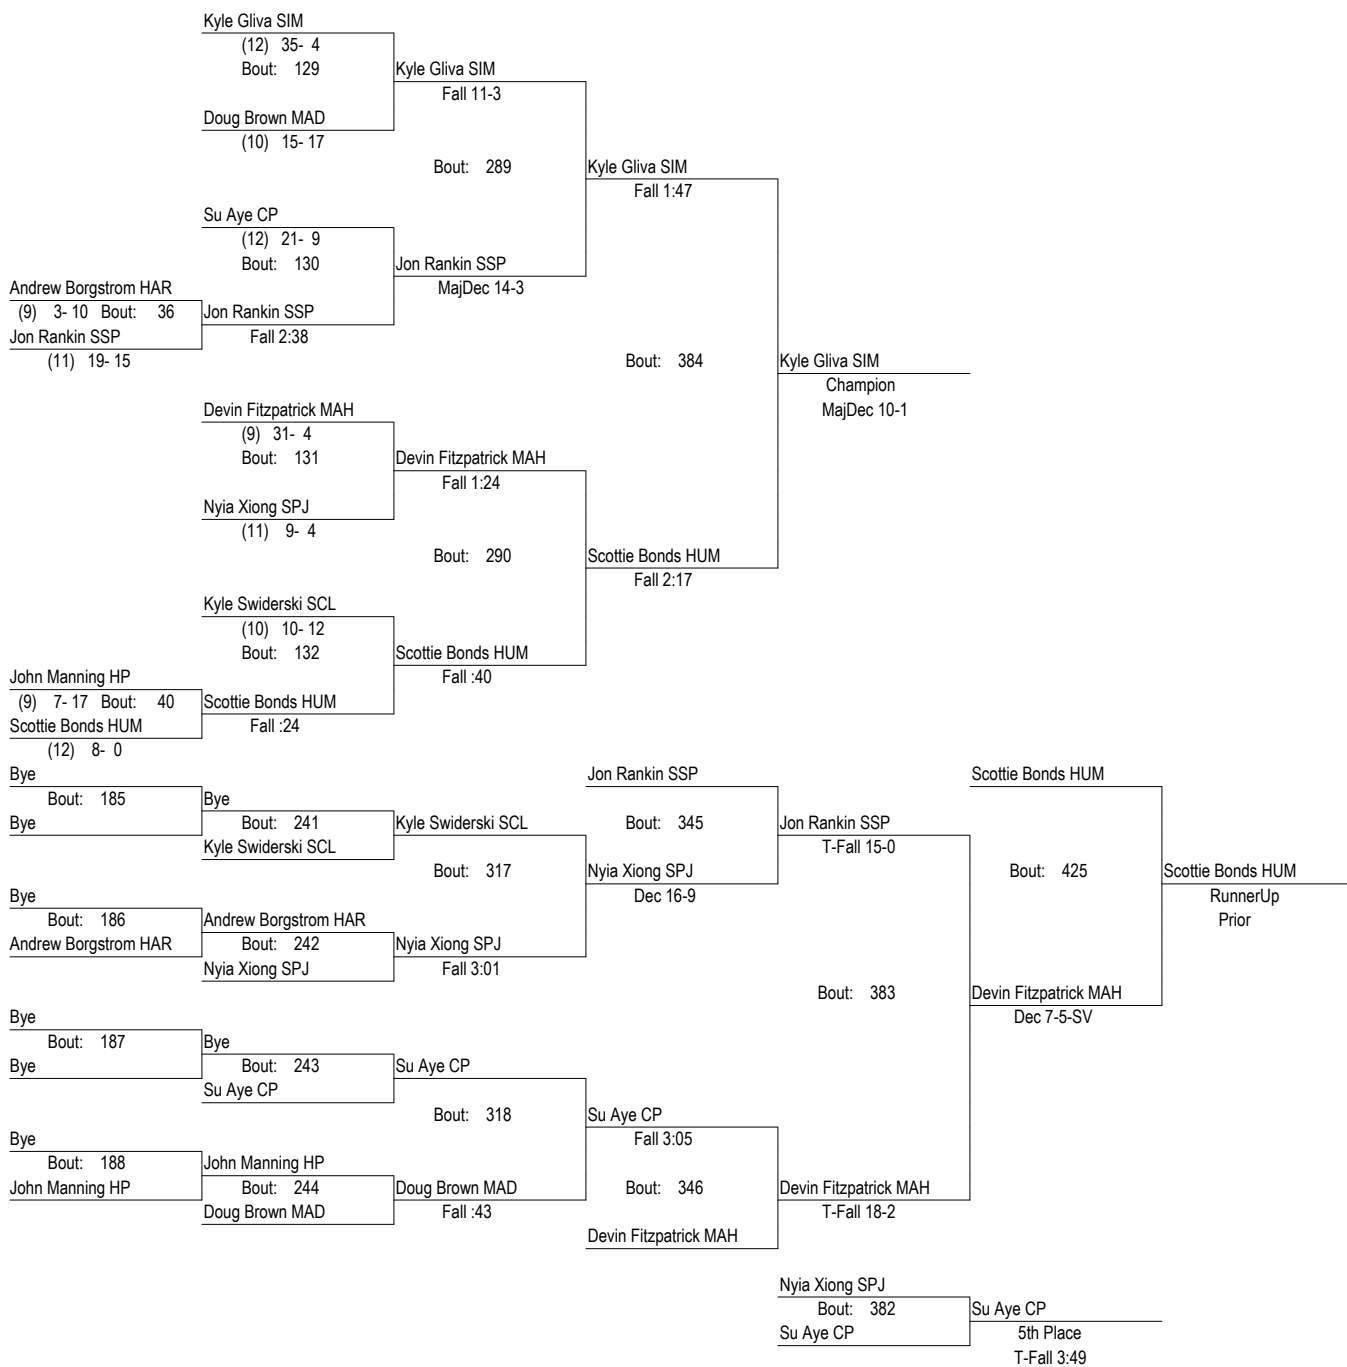 Kyle Gliva SIM
(12) 35- 4
Bout: 129
Kyle Gliva SIM
Fall 11-3
Doug Brown MAD
(10) 15- 17
Bout: 289
Kyle Gliva SIM
Fall 1:47
Su Aye CP
(12) 21- 9
Bout: 130
Jon Rankin SSP
MajDec 14-3
Andrew Borgstrom HAR
(9) 3- 10 Bout: 36
Jon Rankin SSP
Fall 2:38
Jon Rankin SSP
(11) 19- 15
Bout: 384
Kyle Gliva SIM
Champion
MajDec 10-1
Devin Fitzpatrick MAH
(9) 31- 4
Bout: 131
Devin Fitzpatrick MAH
Fall 1:24
Nyia Xiong SPJ
(11) 9- 4
Bout: 290
Scottie Bonds HUM
Fall 2:17
Kyle Swiderski SCL
(10) 10- 12
Bout: 132
Scottie Bonds HUM
Fall :40
John Manning HP
(9) 7- 17 Bout: 40
Scottie Bonds HUM
Fall :24
Scottie Bonds HUM
(12) 8- 0
Bye
Bout: 185
Bye
Bye
Bout: 241
Kyle Swiderski SCL
Kyle Swiderski SCL
Jon Rankin SSP
Bout: 345
Jon Rankin SSP
T-Fall 15-0
Scottie Bonds HUM
Bout: 317
Nyia Xiong SPJ
Dec 16-9
Bout: 425
Scottie Bonds HUM
RunnerUp
Prior
Bye
Bout: 186
Andrew Borgstrom HAR
Andrew Borgstrom HAR
Bout: 242
Nyia Xiong SPJ
Nyia Xiong SPJ
Fall 3:01
Bout: 383
Devin Fitzpatrick MAH
Dec 7-5-SV
Bye
Bout: 187
Bye
Bye
Bout: 243
Su Aye CP
Su Aye CP
Bout: 318
Su Aye CP
Fall 3:05
Bye
Bout: 188
John Manning HP
John Manning HP
Bout: 244
Doug Brown MAD
Doug Brown MAD
Fall :43
Bout: 346
Devin Fitzpatrick MAH
T-Fall 18-2
Devin Fitzpatrick MAH
Nyia Xiong SPJ
Bout: 382
Su Aye CP
Su Aye CP
5th Place
T-Fall 3:49